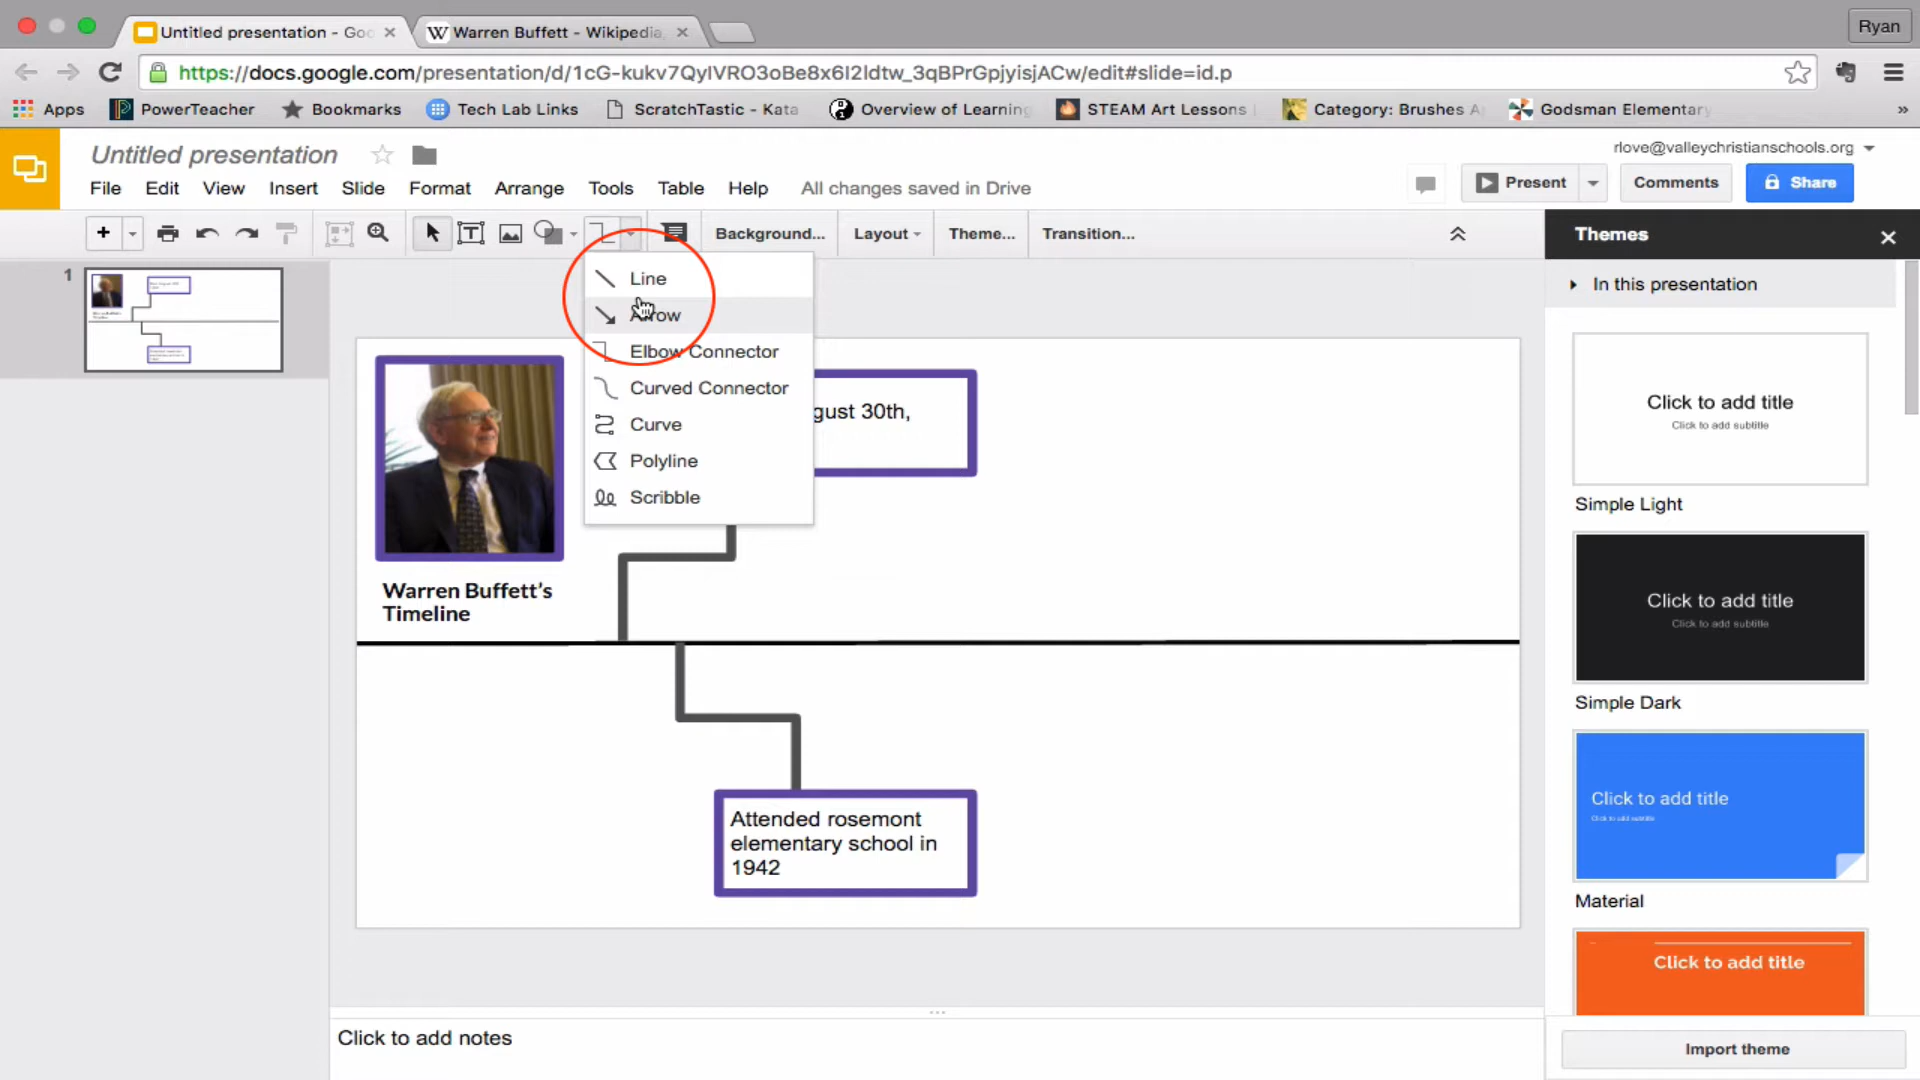 Untitled presentation - Goo
Warren Buffett - Wikipedia,
Ryan
https://docs.google.com/presentation/d/1cG-kukv7QyIVRO3oBe8x6I2ldtw_3qBPrGpjyisjACw/edit#slide=id.p
Apps
PowerTeacher
Bookmarks
Tech Lab Links
ScratchTastic - Kata
Overview of Learning
STEAM Art Lessons
Category: Brushes A
Godsman Elementary
»
Untitled presentation
rlove@valleychristianschools.org
File Edit View Insert Slide Format Arrange Tools Table Help All changes saved in Drive
Present
Comments
Share
Background...
Layout
Theme...
Transition...
Themes
1
Line
Arrow
Elbow Connector
Curved Connector
Curve
Polyline
Scribble
gust 30th,
Warren Buffett's
Timeline
Attended rosemont
elementary school in
1942
In this presentation
Click to add title
Click to add subtitle
Simple Light
Click to add title
Click to add subtitle
Simple Dark
Click to add title
Click to add subtitle
Material
Click to add title
Import theme
Click to add notes